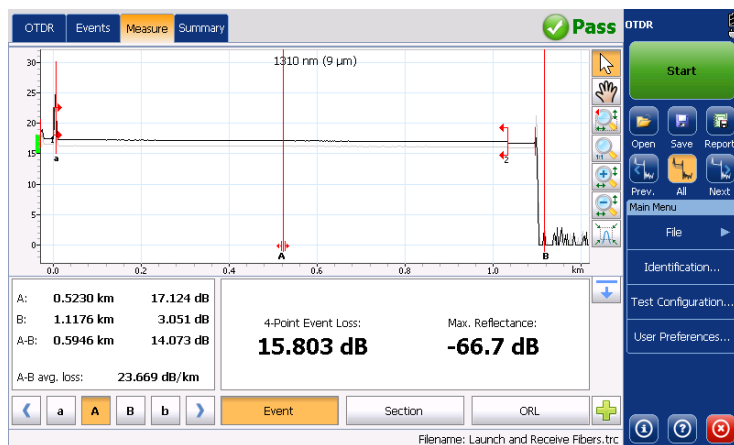 OTDR Events Measure Summary Pass OTDR
1310 nm (9 µm)
Start
30
25
20
15
10
5
0
1
a
2
A
B
0.0 0.2 0.4 0.6 0.8 1.0 km
1:1
Open Save Report
Prev. All Next
Main Menu
File
Identification...
Test Configuration...
User Preferences...
A: 0.5230 km 17.124 dB
B: 1.1176 km 3.051 dB
A-B: 0.5946 km 14.073 dB
A-B avg. loss: 23.669 dB/km
4-Point Event Loss: Max. Reflectance:
15.803 dB -66.7 dB
a A B b Event Section ORL
Filename: Launch and Receive Fibers.trc